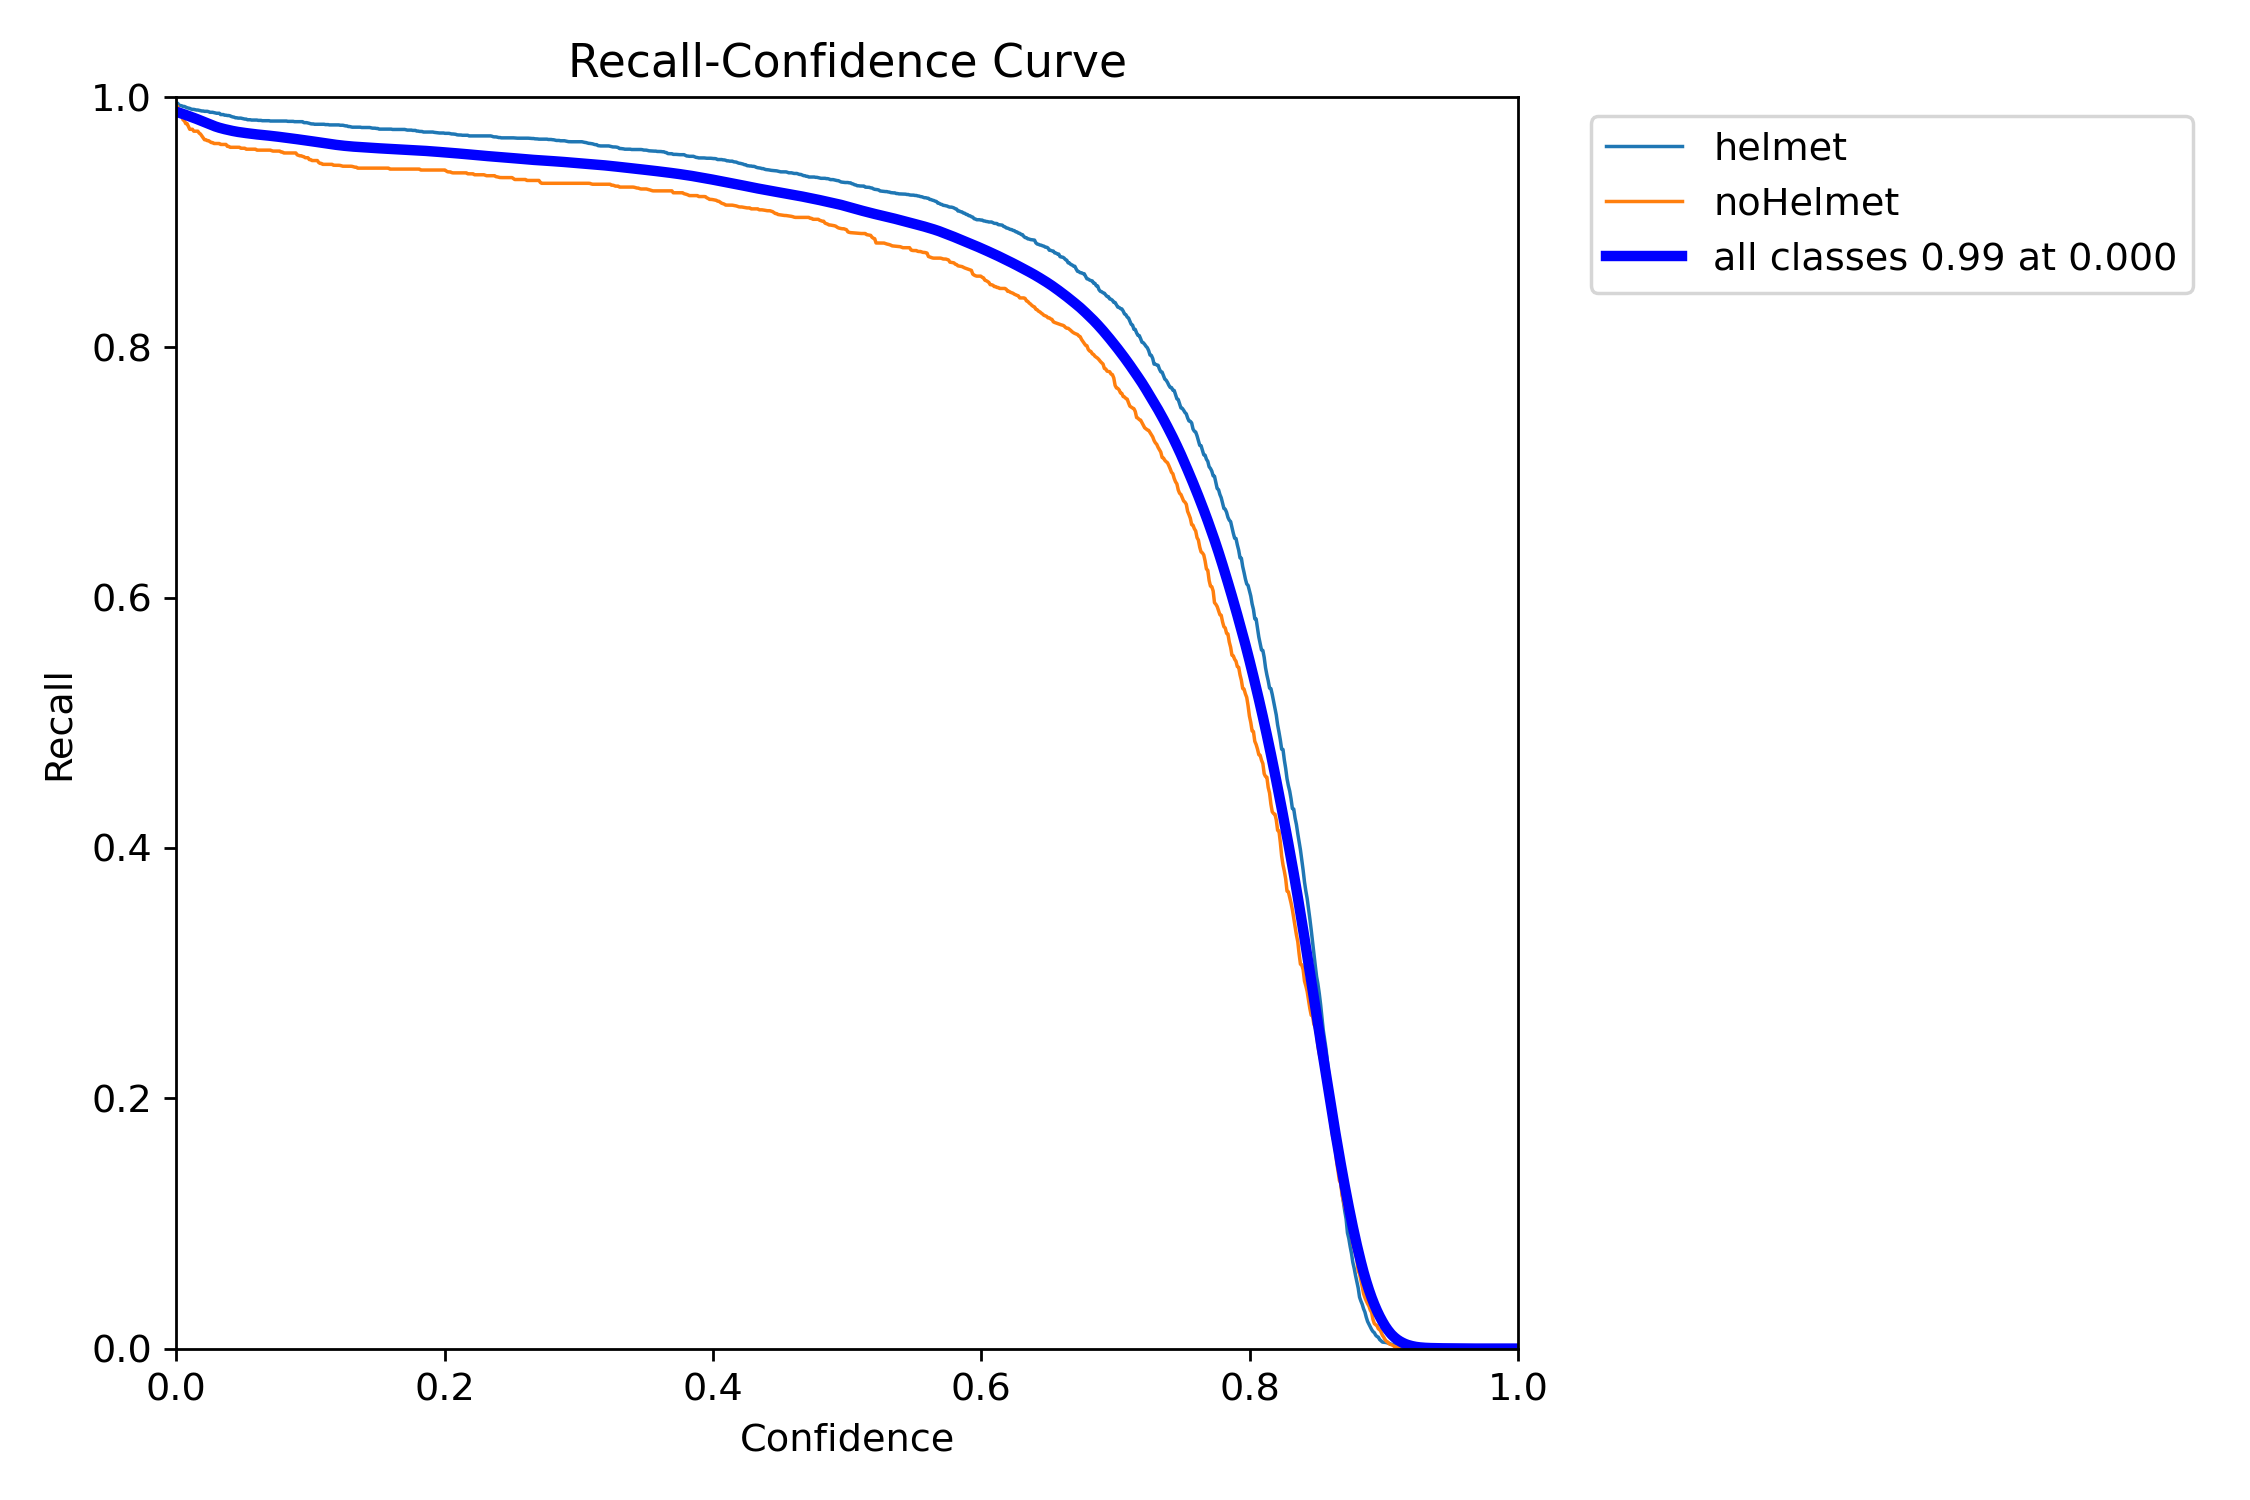 Recall-Confidence Curve
1.0
0.8
0.6
0.4
0.2
0.0
Recall
0.0 0.2 0.4 0.6 0.8 1.0
Confidence
helmet
noHelmet
all classes 0.99 at 0.000